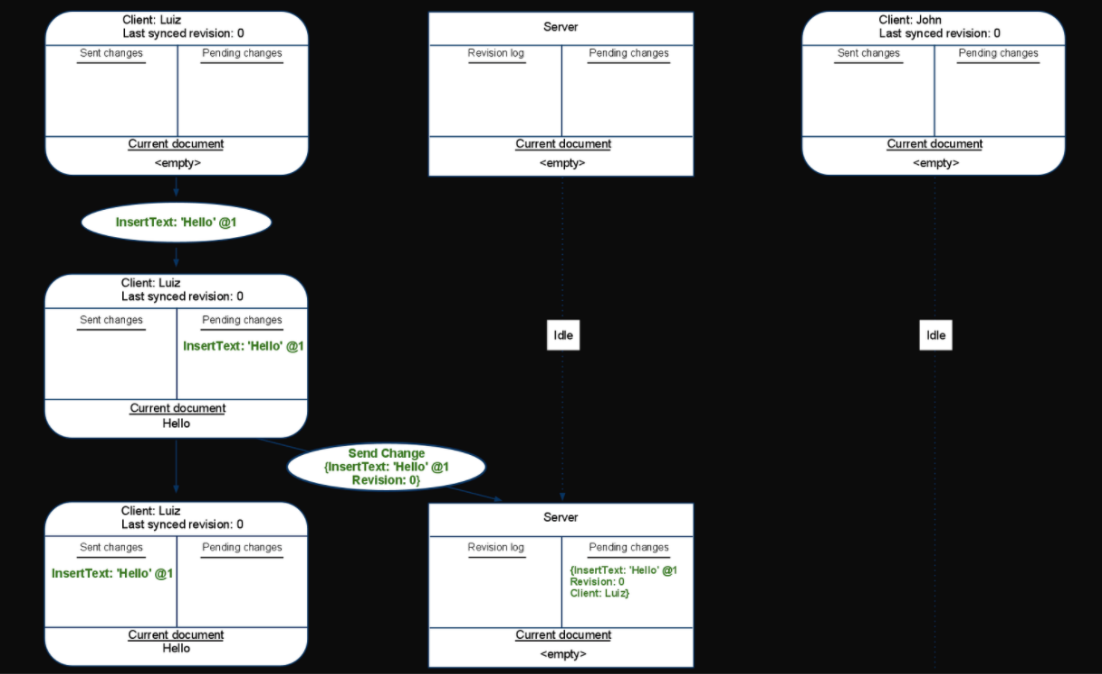 Client: Luiz
Last synced revision: 0
Sent changes
Pending changes
Current document
<empty>
Server
Revision log
Pending changes
Current document
<empty>
Client: John
Last synced revision: 0
Sent changes
Pending changes
Current document
<empty>
InsertText: 'Hello' @1
Client: Luiz
Last synced revision: 0
Sent changes
Pending changes
InsertText: 'Hello' @1
Current document
Hello
Idle
Idle
Send Change
{InsertText: 'Hello' @1
Revision: 0}
Client: Luiz
Last synced revision: 0
Sent changes
Pending changes
InsertText: 'Hello' @1
Current document
Hello
Server
Revision log
Pending changes
{InsertText: 'Hello' @1
Revision: 0
Client: Luiz}
Current document
<empty>